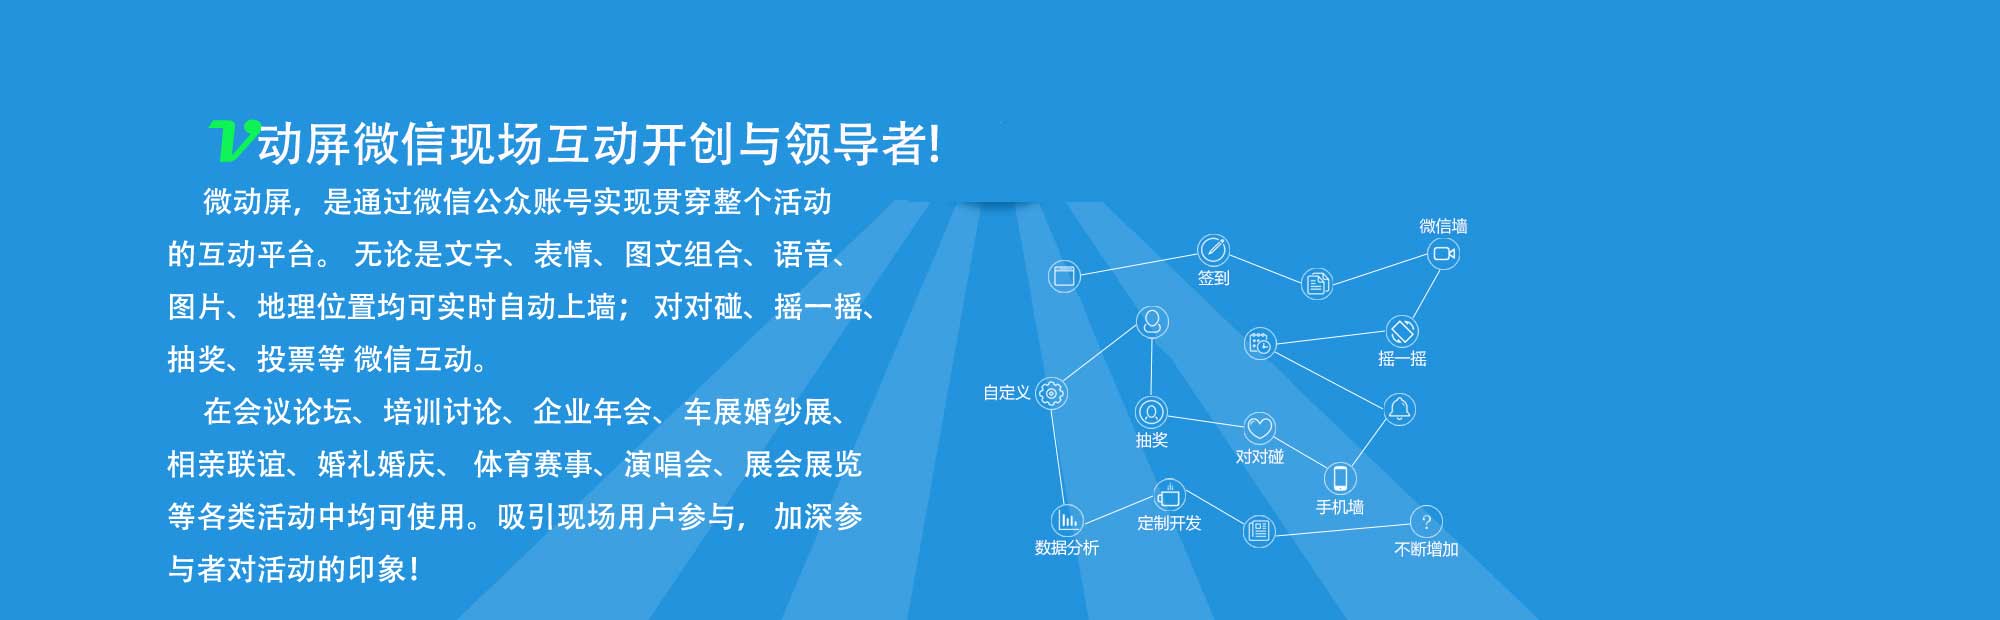 V动屏微信现场互动开创与领导者!
微动屏，是通过微信公众账号实现贯穿整个活动
的互动平台。 无论是文字、表情、图文组合、语音、
图片、地理位置均可实时自动上墙； 对对碰、摇一摇、
抽奖、投票等 微信互动。
在会议论坛、培训讨论、企业年会、车展婚纱展、
相亲联谊、婚礼婚庆、 体育赛事、演唱会、展会展览
等各类活动中均可使用。吸引现场用户参与， 加深参
与者对活动的印象！
微信墙
签到
摇一摇
自定义
抽奖
对对碰
手机墙
定制开发
数据分析
?
不断增加